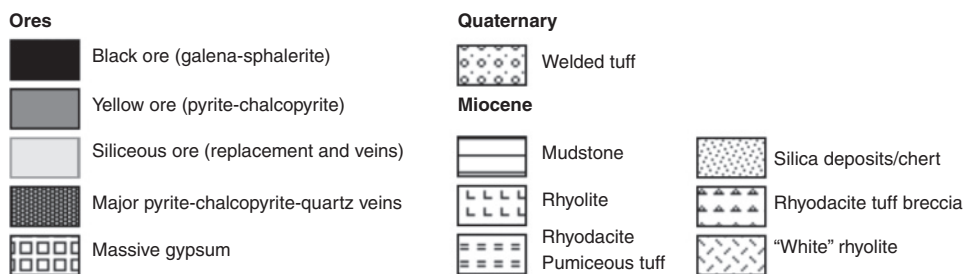 Ores
Black ore (galena-sphalerite)
Yellow ore (pyrite-chalcopyrite)
Siliceous ore (replacement and veins)
Major pyrite-chalcopyrite-quartz veins
Massive gypsum
Quaternary
Welded tuff
Miocene
Mudstone
Rhyolite
Rhyodacite
Pumiceous tuff
Silica deposits/chert
Rhyodacite tuff breccia
“White” rhyolite